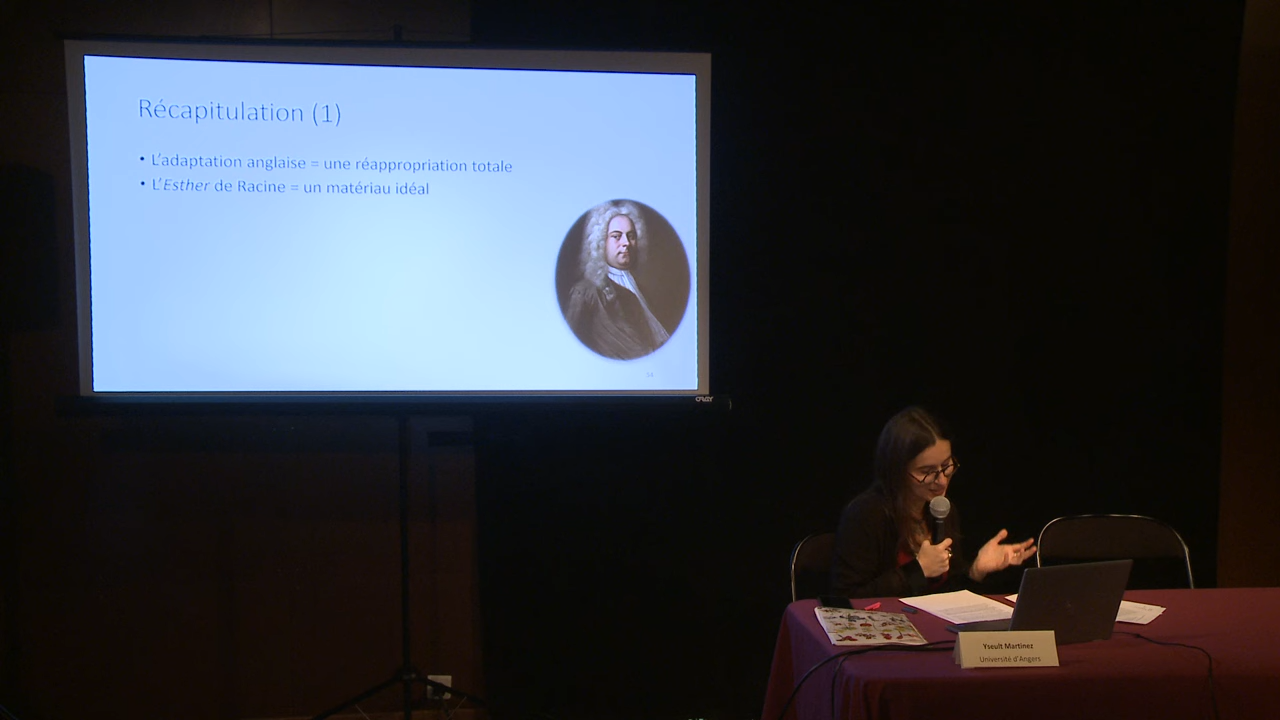 Récapitulation (1)
• L'adaptation anglaise = une réappropriation totale
• L'Esther de Racine = un matériau idéal
Yseult Martinez
Université d'Angers